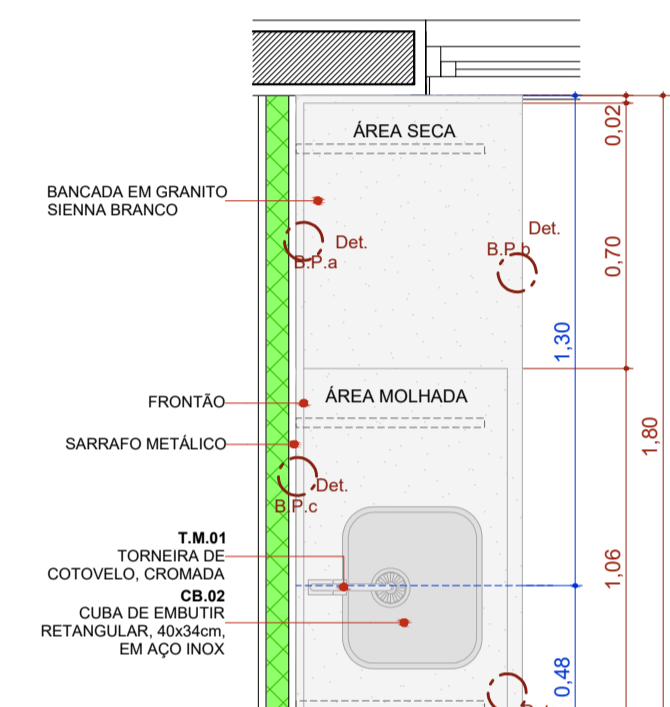 ÁREA SECA
0,02
BANCADA EM GRANITO
SIENNA BRANCO
Det.
B.P.a
Det.
B.P.b
0,70
1,30
FRONTÃO
ÁREA MOLHADA
SARRAFO METÁLICO
1,80
Det.
B.P.c
T.M.01
TORNEIRA DE
COTOVELO, CROMADA
CB.02
CUBA DE EMBUTIR
RETANGULAR, 40x34cm,
EM AÇO INOX
1,06
0,48